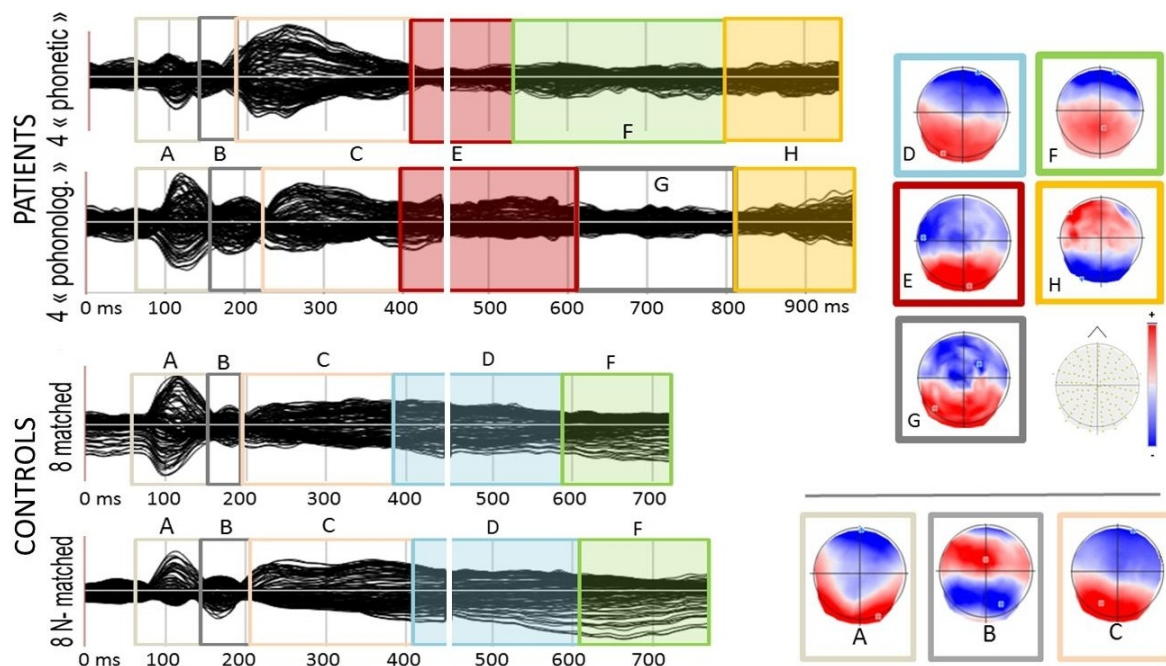 PATIENTS
4 « phonetic »
A B C E F H
4 « pohonolog. »
G
0 ms 100 200 300 400 500 600 700 800 900
CONTROLS
8 matched
A B C D F
0 ms 100 200 300 400 500 600 700
8 N- matched
A B C D F
0 ms 100 200 300 400 500 600 700
D
F
E
H
G
+
-
A
B
C